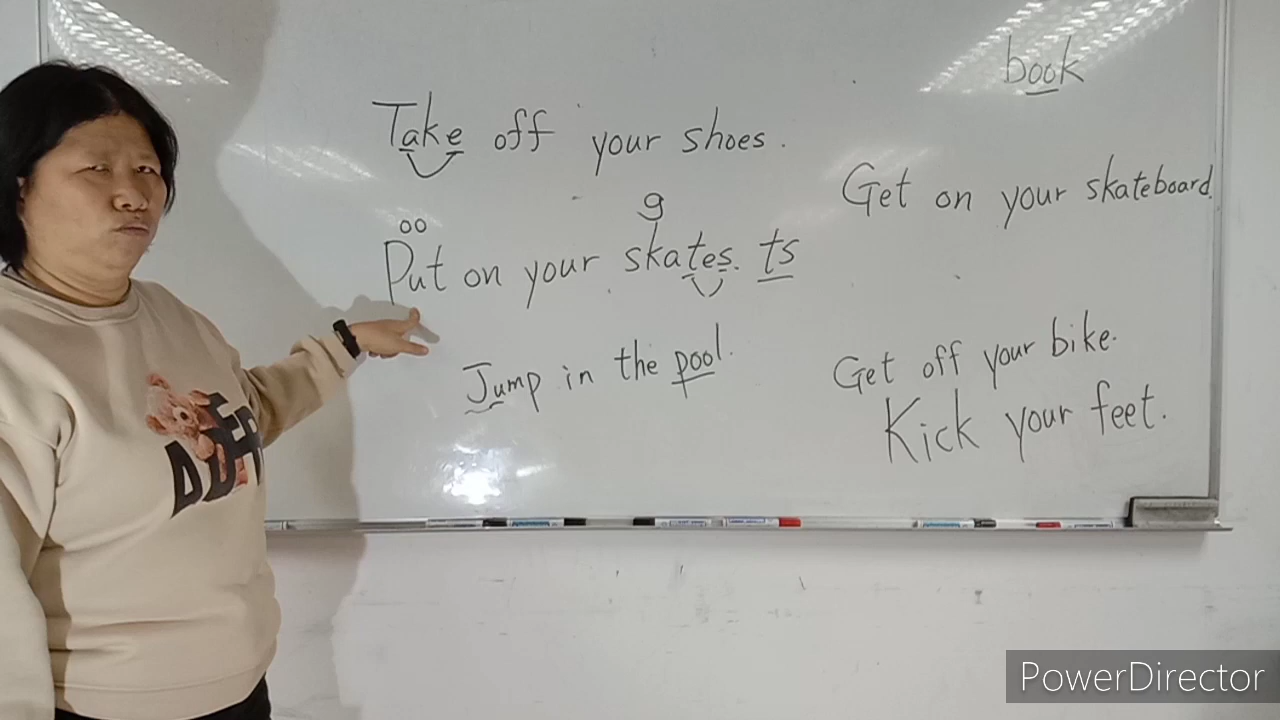 book
Take off your shoes.
Get on your skateboard.
g
oo
Put on your skates. ts
Jump in the pool.
Get off your bike.
Kick your feet.
PowerDirector